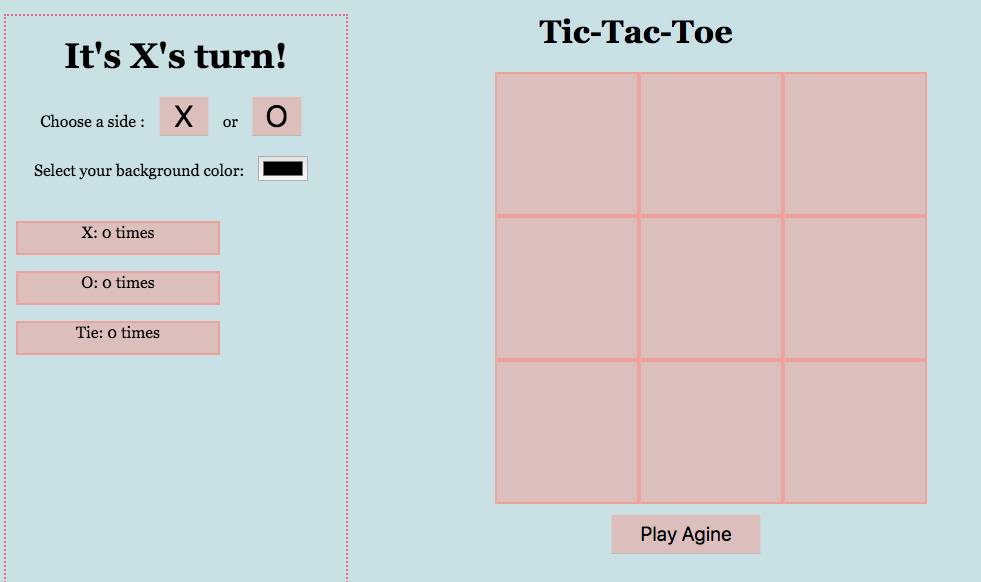 It's X's turn!
Choose a side : X or O
Select your background color:
X: 0 times
O: 0 times
Tie: 0 times
Tic-Tac-Toe
Play Agine